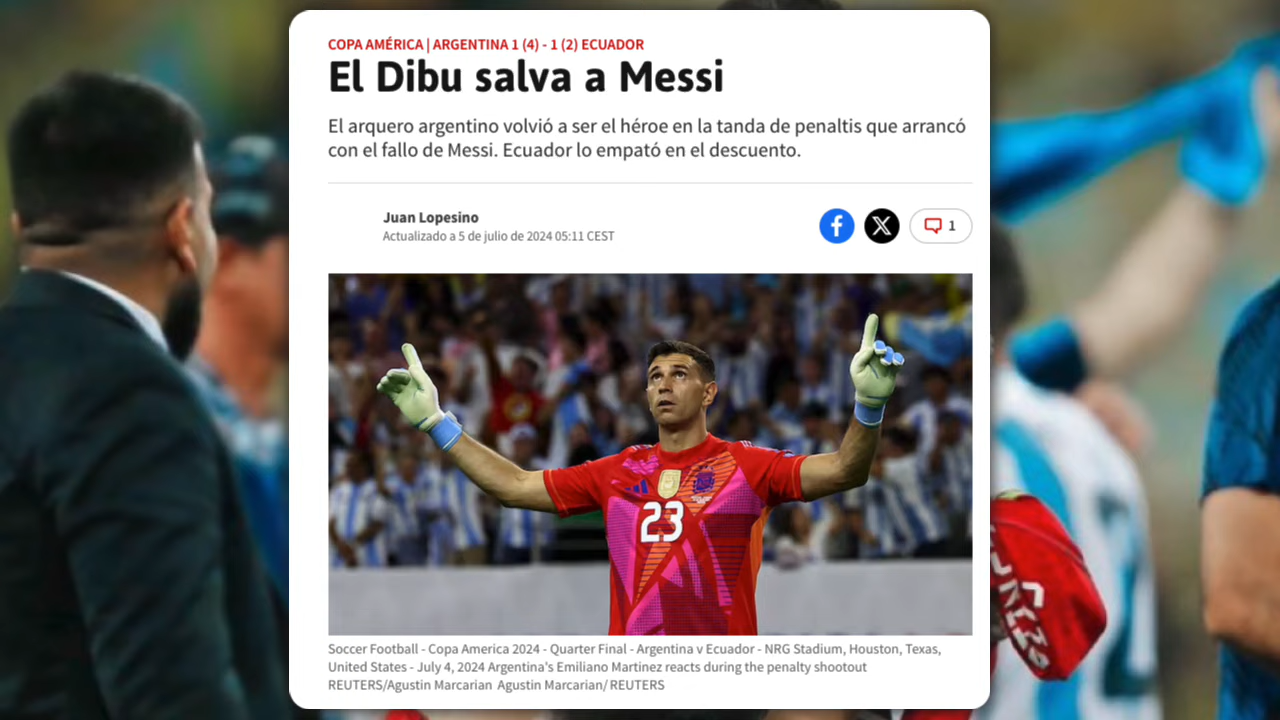 COPA AMÉRICA | ARGENTINA 1 (4) - 1 (2) ECUADOR
El Dibu salva a Messi
El arquero argentino volvió a ser el héroe en la tanda de penaltis que arrancó
con el fallo de Messi. Ecuador lo empató en el descuento.
Juan Lopesino
Actualizado a 5 de julio de 2024 05:11 CEST
1
23
Soccer Football - Copa America 2024 - Quarter Final - Argentina v Ecuador - NRG Stadium, Houston, Texas,
United States - July 4, 2024 Argentina's Emiliano Martinez reacts during the penalty shootout
REUTERS/Agustin Marcarian Agustin Marcarian/ REUTERS